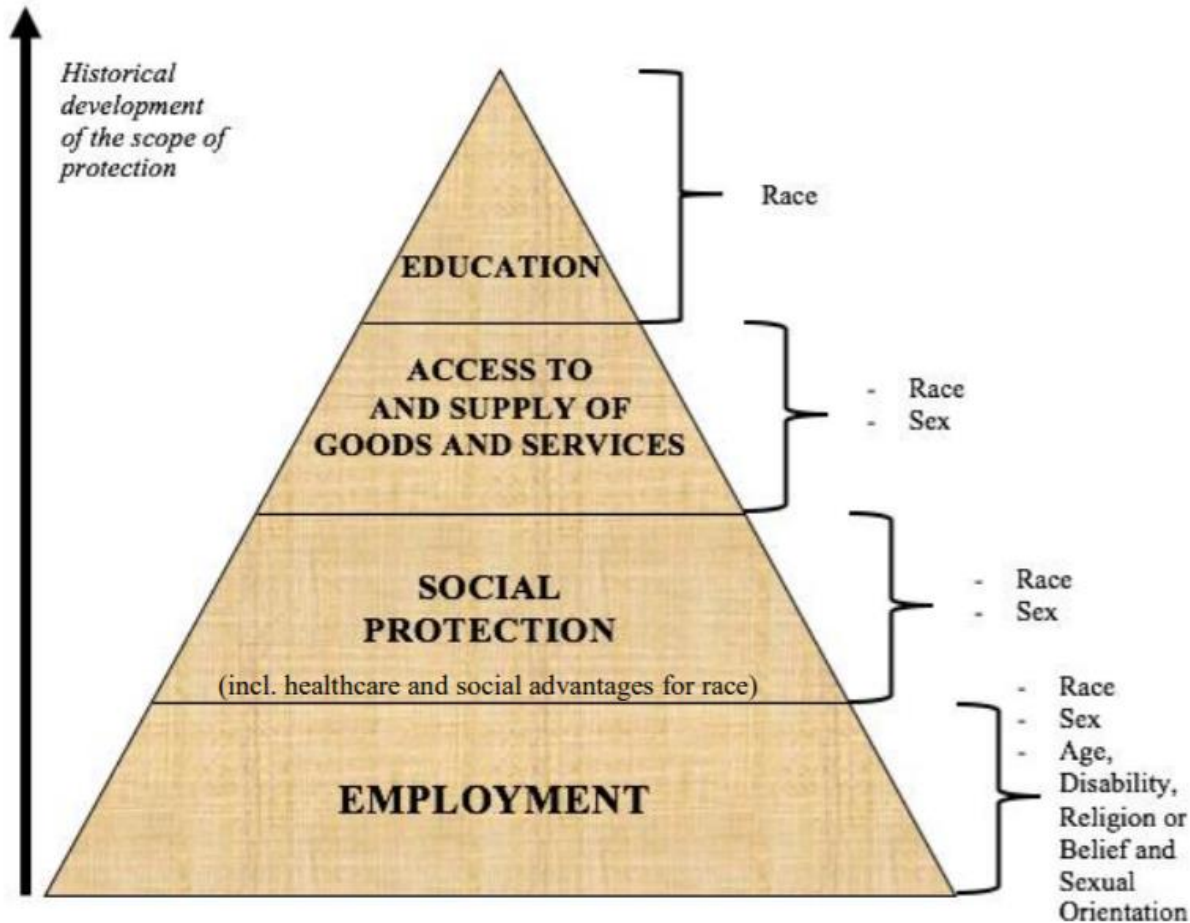 Historical
development
of the scope of
protection
Race
EDUCATION
ACCESS TO
AND SUPPLY OF
GOODS AND SERVICES
- Race
- Sex
SOCIAL
PROTECTION
(incl. healthcare and social advantages for race)
- Race
- Sex
EMPLOYMENT
- Race
- Sex
- Age,
Disability,
Religion or
Belief and
Sexual
Orientation